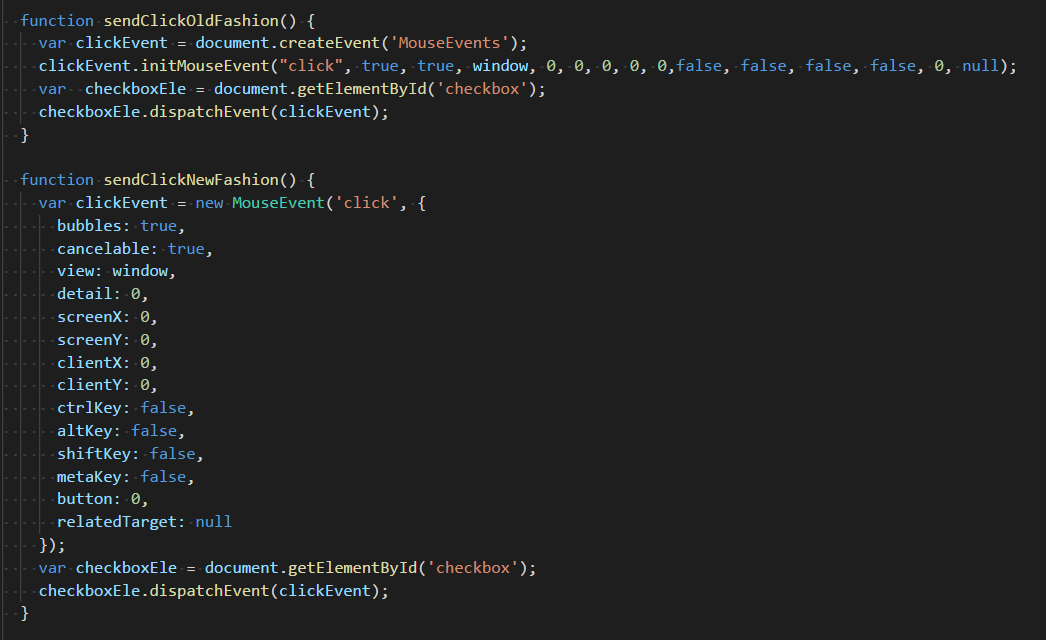 function sendClickOldFashion() {
var clickEvent = document.createEvent('MouseEvents');
clickEvent.initMouseEvent("click", true, true, window, 0, 0, 0, 0, 0,false, false, false, false, 0, null);
var  checkboxEle = document.getElementById('checkbox');
checkboxEle.dispatchEvent(clickEvent);
}
function sendClickNewFashion() {
var clickEvent = new MouseEvent('click', {
bubbles: true,
cancelable: true,
view: window,
detail: 0,
screenX: 0,
screenY: 0,
clientX: 0,
clientY: 0,
ctrlKey: false,
altKey: false,
shiftKey: false,
metaKey: false,
button: 0,
relatedTarget: null
});
var checkboxEle = document.getElementById('checkbox');
checkboxEle.dispatchEvent(clickEvent);
}